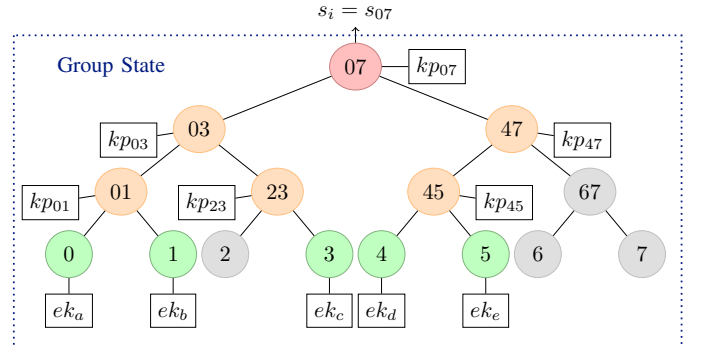 s_i = s_07
Group State
07
kp_07
03
47
kp_03
kp_47
01
23
45
67
kp_01
kp_23
kp_45
0
1
2
3
4
5
6
7
ek_a
ek_b
ek_c
ek_d
ek_e